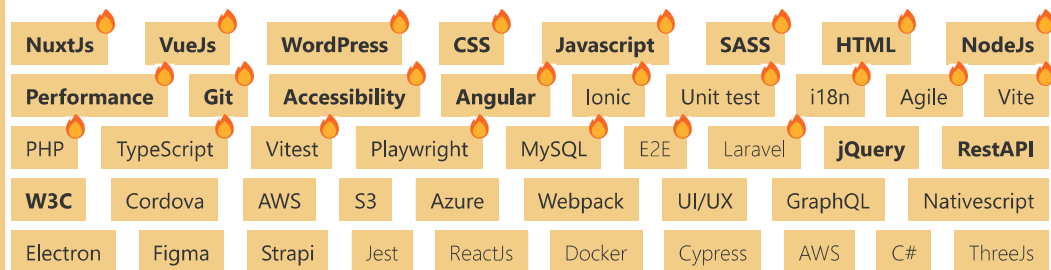 NuxtJs VueJs WordPress CSS Javascript SASS HTML NodeJs
Performance Git Accessibility Angular Ionic Unit test i18n Agile Vite
PHP TypeScript Vitest Playwright MySQL E2E Laravel jQuery RestAPI
W3C Cordova AWS S3 Azure Webpack UI/UX GraphQL Nativescript
Electron Figma Strapi Jest ReactJs Docker Cypress AWS C# ThreeJs